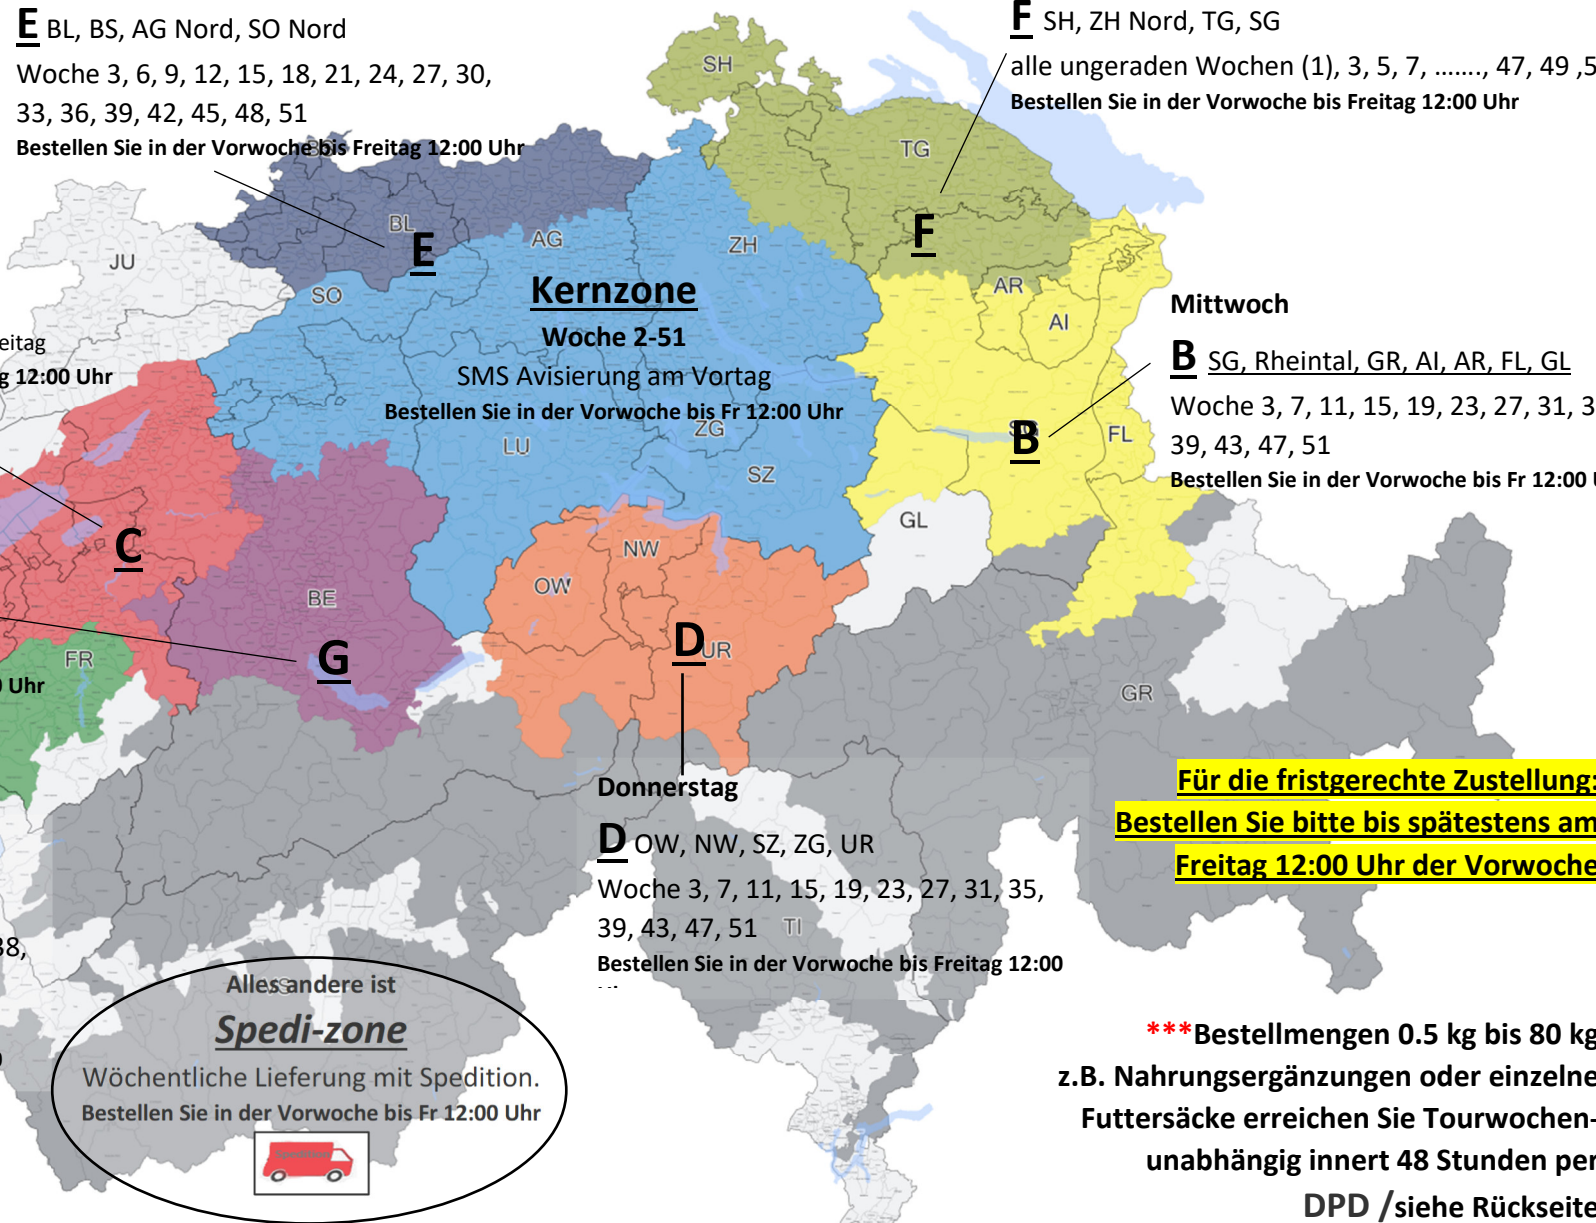 E BL, BS, AG Nord, SO Nord
Woche 3, 6, 9, 12, 15, 18, 21, 24, 27, 30,
33, 36, 39, 42, 45, 48, 51
Bestellen Sie in der Vorwoche bis Freitag 12:00 Uhr
F SH, ZH Nord, TG, SG
alle ungeraden Wochen (1), 3, 5, 7, ……., 47, 49 ,5
Bestellen Sie in der Vorwoche bis Freitag 12:00 Uhr
SH
TG
BS
BL
E
AG
ZH
F
JU
SO
AR
AI
Kernzone
Woche 2-51
SMS Avisierung am Vortag
Bestellen Sie in der Vorwoche bis Fr 12:00 Uhr
eitag
g 12:00 Uhr
Mittwoch
B SG, Rheintal, GR, AI, AR, FL, GL
Woche 3, 7, 11, 15, 19, 23, 27, 31, 3
39, 43, 47, 51
Bestellen Sie in der Vorwoche bis Fr 12:00 U
LU
ZG
SZ
B
FL
GL
C
NW
OW
BE
G
D
UR
FR
GR
0 Uhr
Donnerstag
D OW, NW, SZ, ZG, UR
Woche 3, 7, 11, 15, 19, 23, 27, 31, 35,
39, 43, 47, 51
Bestellen Sie in der Vorwoche bis Freitag 12:00
TI
Für die fristgerechte Zustellung:
Bestellen Sie bitte bis spätestens am
Freitag 12:00 Uhr der Vorwoche
38,
VS
Alles andere ist
Spedi-zone
Wöchentliche Lieferung mit Spedition.
Bestellen Sie in der Vorwoche bis Fr 12:00 Uhr
Spedition
***Bestellmengen 0.5 kg bis 80 kg
z.B. Nahrungsergänzungen oder einzelne
Futtersäcke erreichen Sie Tourwochen-
unabhängig innert 48 Stunden per
DPD /siehe Rückseite